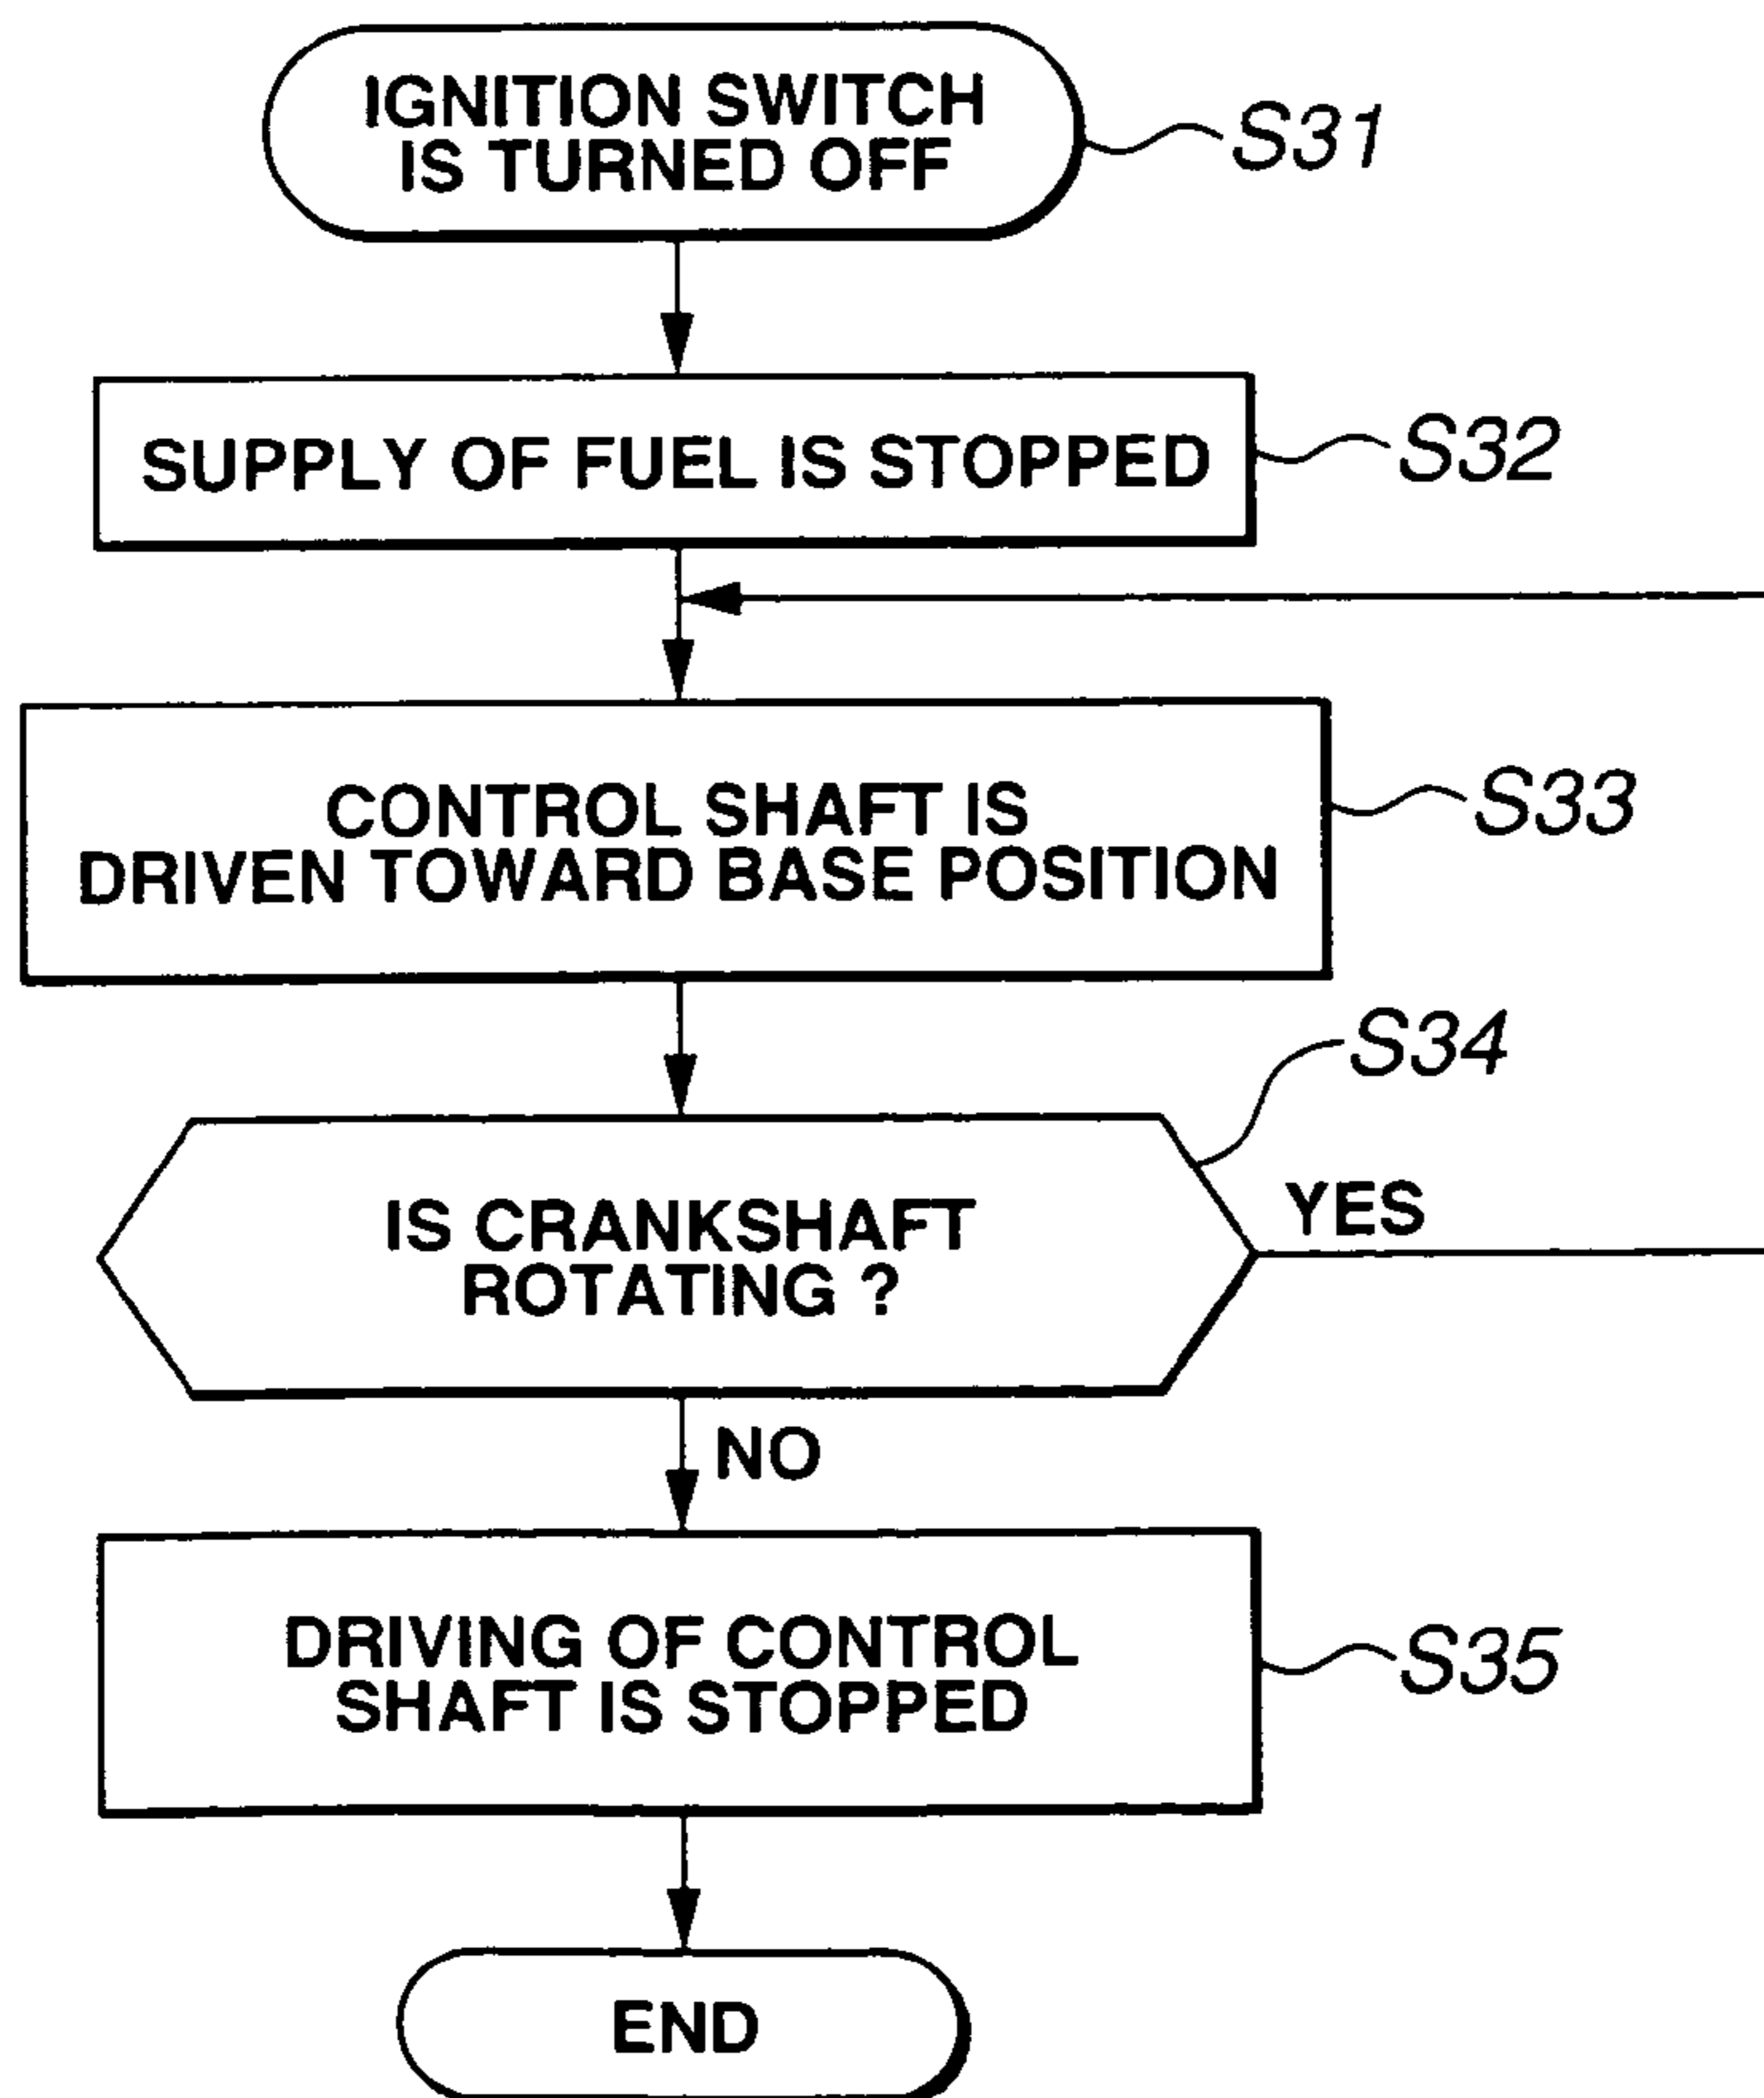 IGNITION SWITCH
IS TURNED OFF
S31
SUPPLY OF FUEL IS STOPPED
S32
CONTROL SHAFT IS
DRIVEN TOWARD BASE POSITION
S33
S34
IS CRANKSHAFT
ROTATING ?
YES
NO
DRIVING OF CONTROL
SHAFT IS STOPPED
S35
END